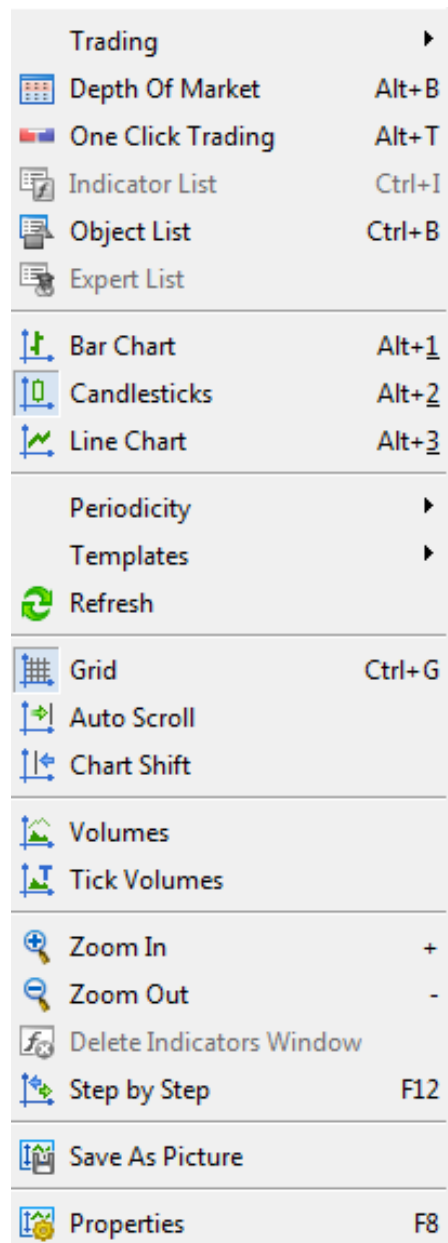 Trading
Depth Of Market Alt+B
One Click Trading Alt+T
Indicator List Ctrl+I
Object List Ctrl+B
Expert List
Bar Chart Alt+1
Candlesticks Alt+2
Line Chart Alt+3
Periodicity
Templates
Refresh
Grid Ctrl+G
Auto Scroll
Chart Shift
Volumes
Tick Volumes
Zoom In +
Zoom Out -
Delete Indicators Window
Step by Step F12
Save As Picture
Properties F8